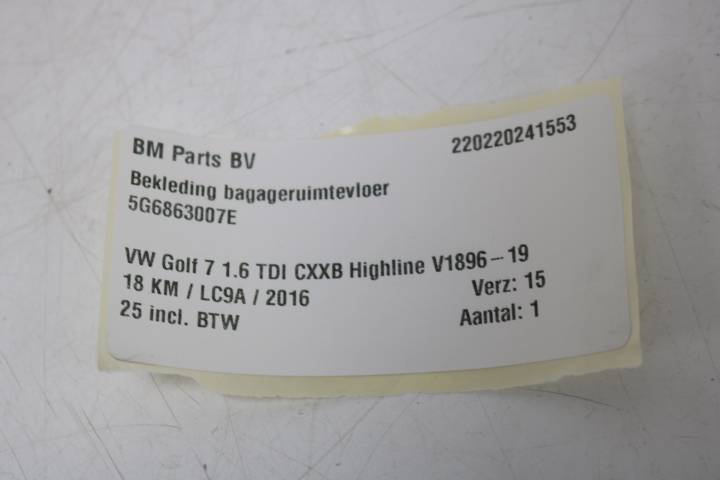 BM Parts BV 220220241553
Bekleding bagageruimtevloer
5G6863007E
VW Golf 7 1.6 TDI CXXB Highline V1896-19
18 KM / LC9A / 2016 Verz: 15
25 incl. BTW Aantal: 1